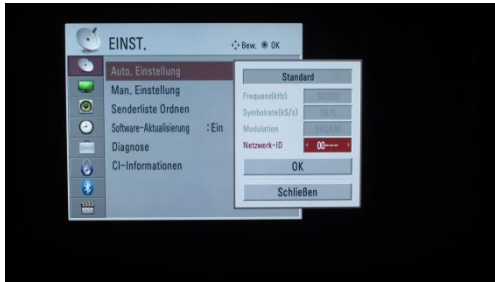 EINST.
Bew. OK
Auto. Einstellung
Man. Einstellung
Senderliste Ordnen
Software-Aktualisierung : Ein
Diagnose
CI-Informationen
Standard
Frequenz(kHz)
Symbolrate(kS/s)
Modulation
Netzwerk-ID 00---
OK
Schließen